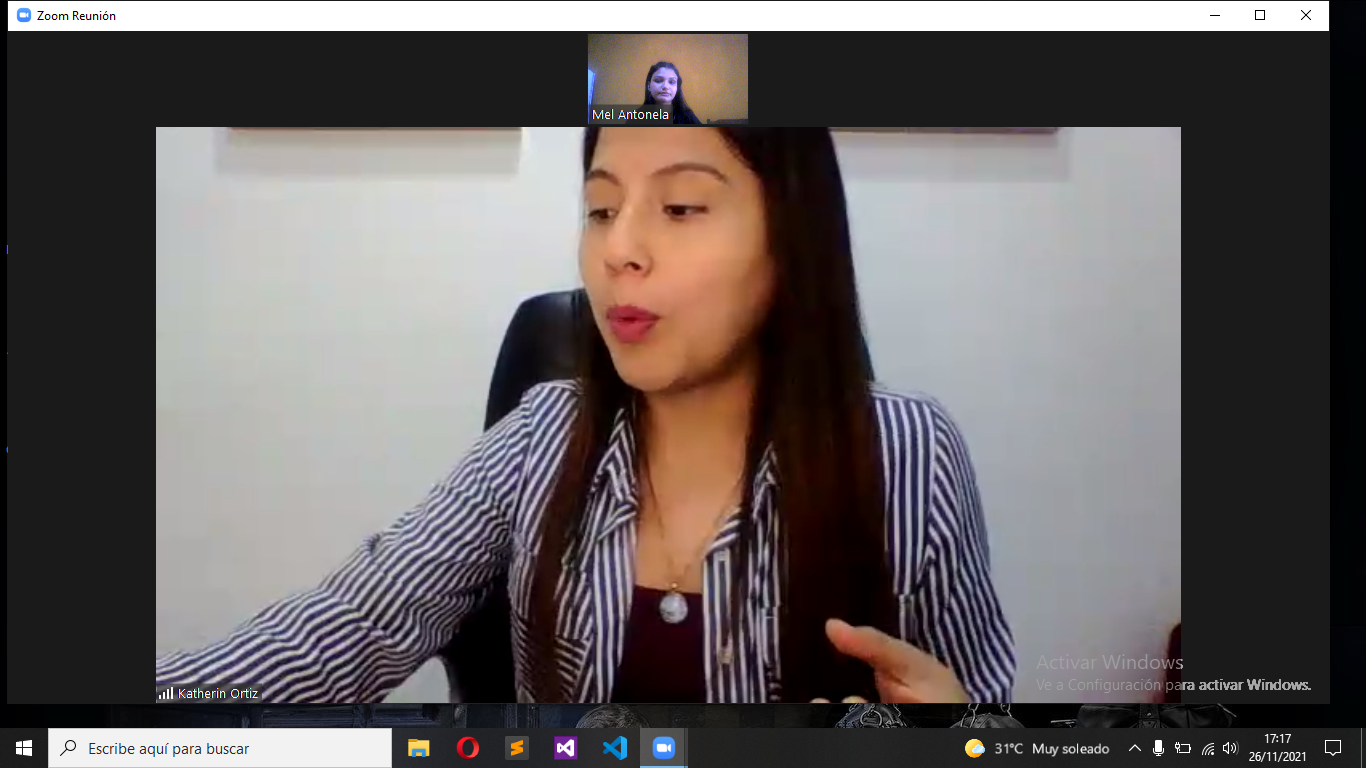 Zoom Reunión
Mel Antonela
Katherin Ortiz
Activar Windows
Ve a Configuración para activar Windows.
Escribe aquí para buscar
31°C Muy soleado
17:17
26/11/2021